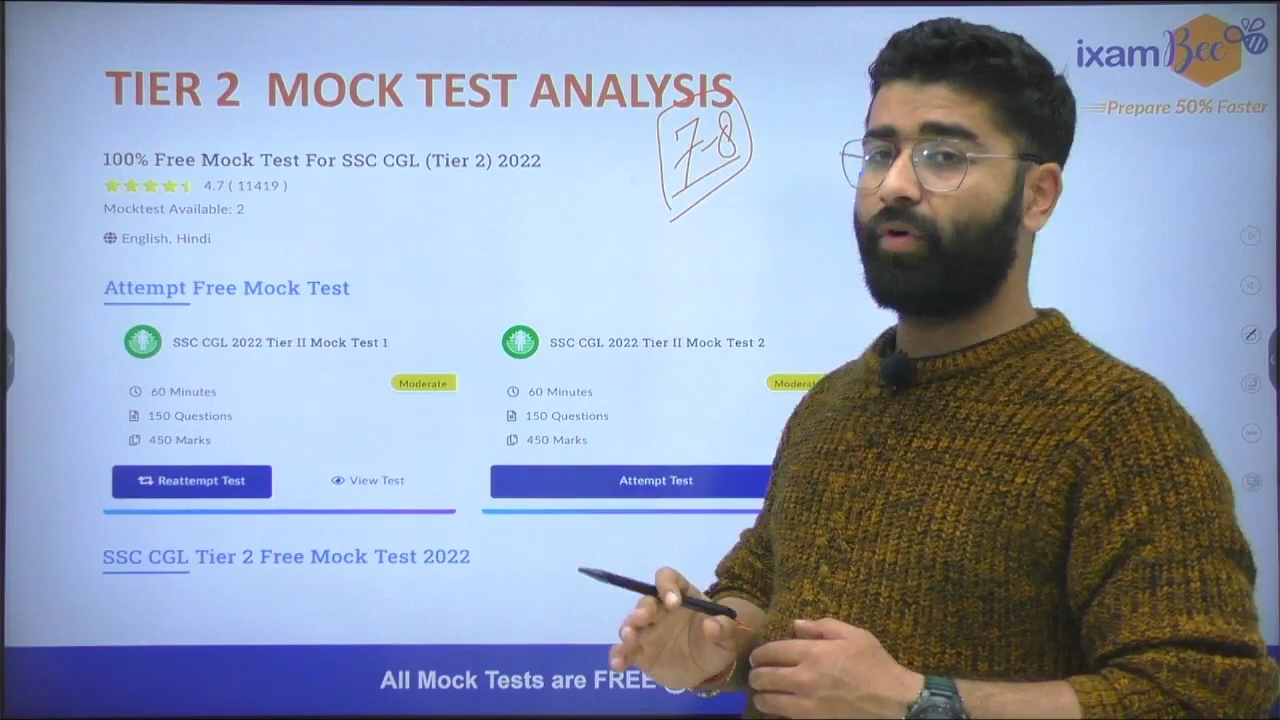 ixamBee
Prepare 50% Faster
TIER 2 MOCK TEST ANALYSIS
7-8
100% Free Mock Test For SSC CGL (Tier 2) 2022
4.7 ( 11419 )
Mocktest Available: 2
English, Hindi
Attempt Free Mock Test
SSC CGL 2022 Tier II Mock Test 1
Moderate
60 Minutes
150 Questions
450 Marks
Reattempt Test View Test
SSC CGL 2022 Tier II Mock Test 2
60 Minutes
150 Questions
450 Marks
Attempt Test
SSC CGL Tier 2 Free Mock Test 2022
All Mock Tests are FREE